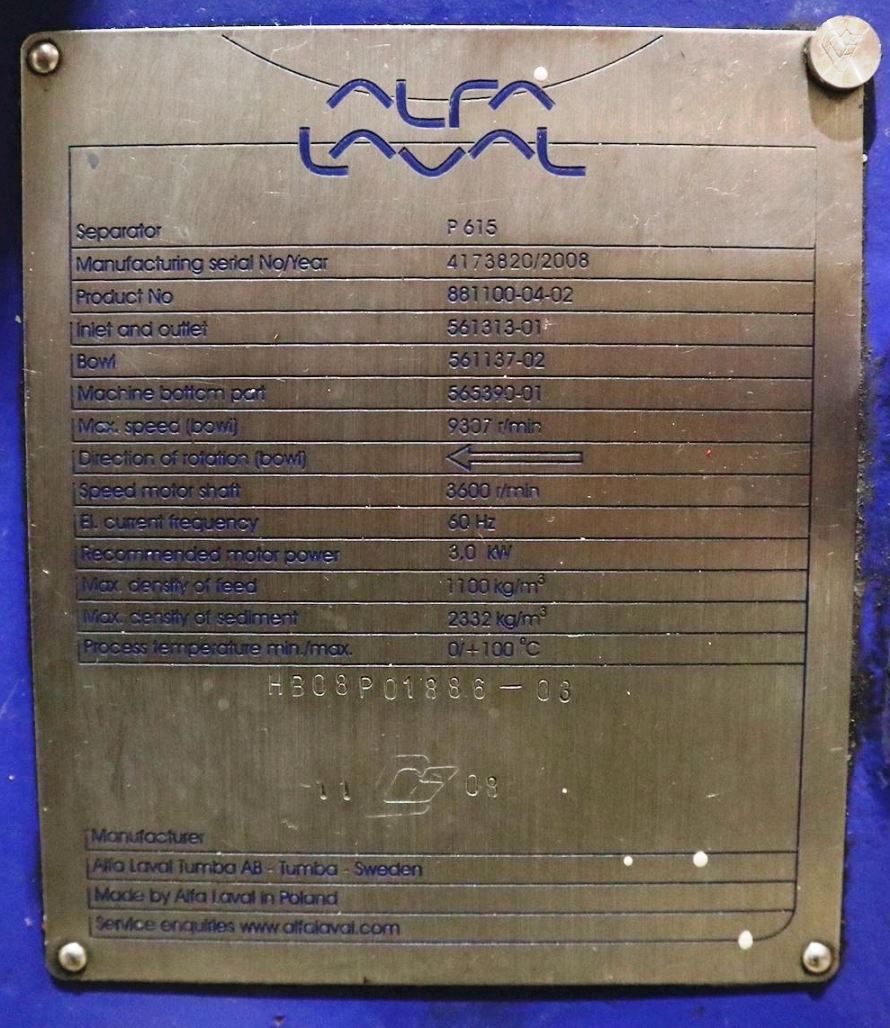 ALFA
LAVAL
Separator P 615
Manufacturing serial No/Year 4173820/2008
Product No 881100-04-02
Inlet and outlet 561313-01
Bowl 561137-02
Machine bottom part 565390-01
Max. speed (bowl) 9307 r/min
Direction of rotation (bowl)
Speed motor shaft 3600 r/min
El. current frequency 60 Hz
Recommended motor power 3,0 kW
Max. density of feed 1100 kg/m³
Max. density of sediment 2332 kg/m³
Process temperature min./max. 0/+100 °C
HB08P01886-03
11 08
Manufacturer
Alfa Laval Tumba AB - Tumba - Sweden
Made by Alfa Laval in Poland
Service enquiries www.alfalaval.com